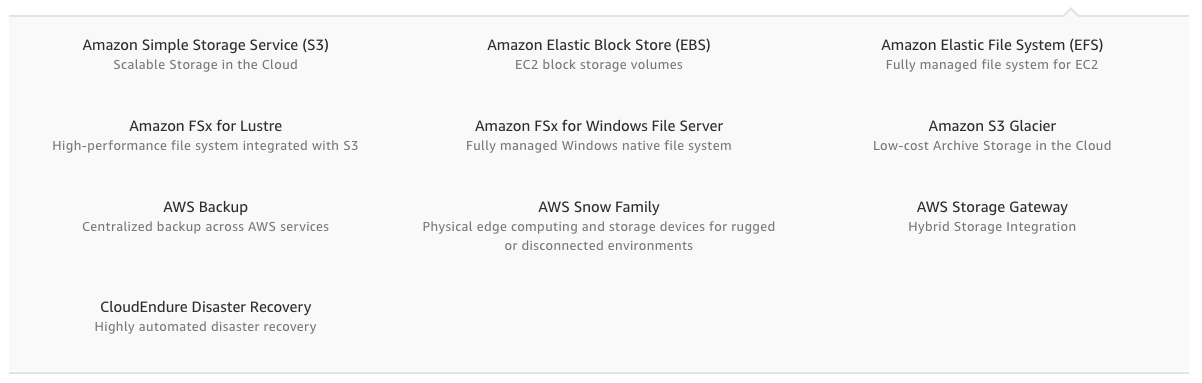 Amazon Simple Storage Service (S3)
Scalable Storage in the Cloud
Amazon Elastic Block Store (EBS)
EC2 block storage volumes
Amazon Elastic File System (EFS)
Fully managed file system for EC2
Amazon FSx for Lustre
High-performance file system integrated with S3
Amazon FSx for Windows File Server
Fully managed Windows native file system
Amazon S3 Glacier
Low-cost Archive Storage in the Cloud
AWS Backup
Centralized backup across AWS services
AWS Snow Family
Physical edge computing and storage devices for rugged
or disconnected environments
AWS Storage Gateway
Hybrid Storage Integration
CloudEndure Disaster Recovery
Highly automated disaster recovery